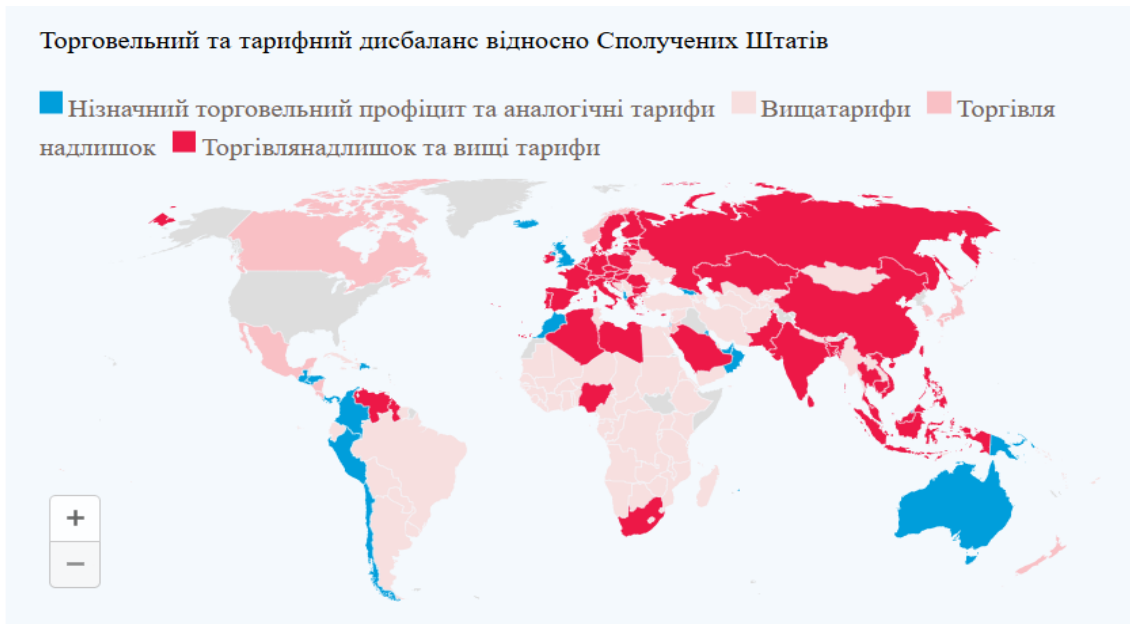 Торговельний та тарифний дисбаланс відносно Сполучених Штатів
Нізначний торговельний профіцит та аналогічні тарифи Вищатарифи Торгівля
надлишок Торгівлянадлишок та вищі тарифи
+
−